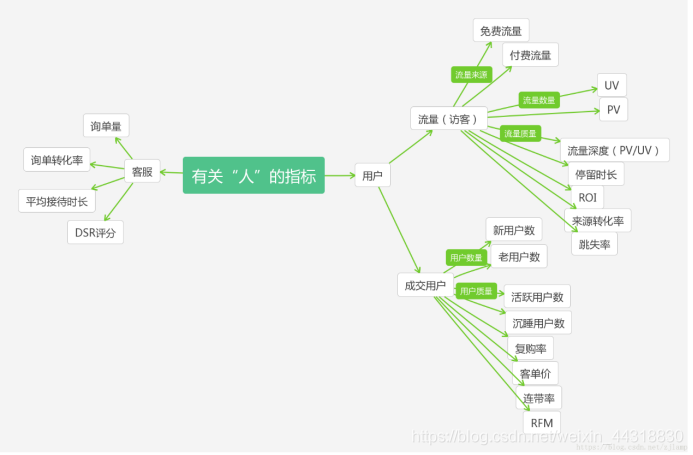 免费流量
付费流量
流量来源
UV
流量数量
PV
流量（访客）
流量质量
询单量
流量深度（PV/UV）
询单转化率
客服
有关“人”的指标
用户
停留时长
ROI
平均接待时长
来源转化率
DSR评分
跳失率
新用户数
用户数量
老用户数
成交用户
用户质量
活跃用户数
沉睡用户数
复购率
客单价
连带率
RFM
https://blog.csdn.net/weixin_44318830